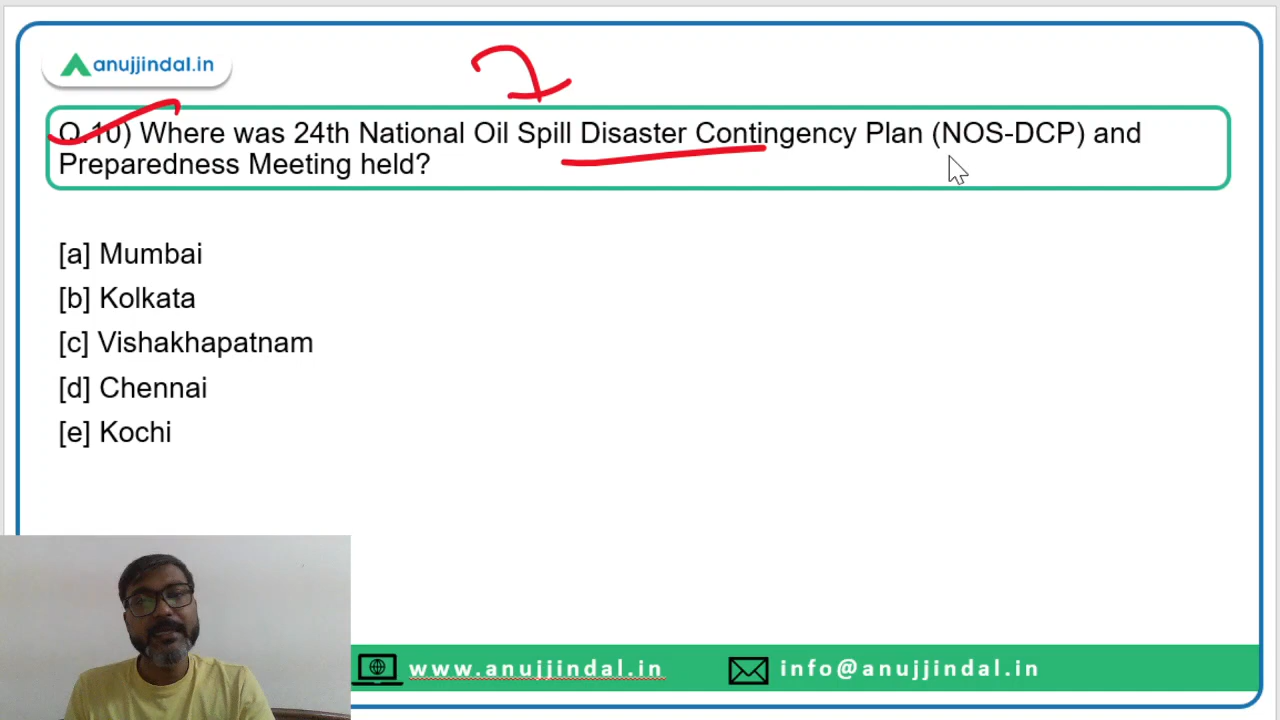 anujjindal.in
Q.10) Where was 24th National Oil Spill Disaster Contingency Plan (NOS-DCP) and
Preparedness Meeting held?
[a] Mumbai
[b] Kolkata
[c] Vishakhapatnam
[d] Chennai
[e] Kochi
www.anujjindal.in
info@anujjindal.in